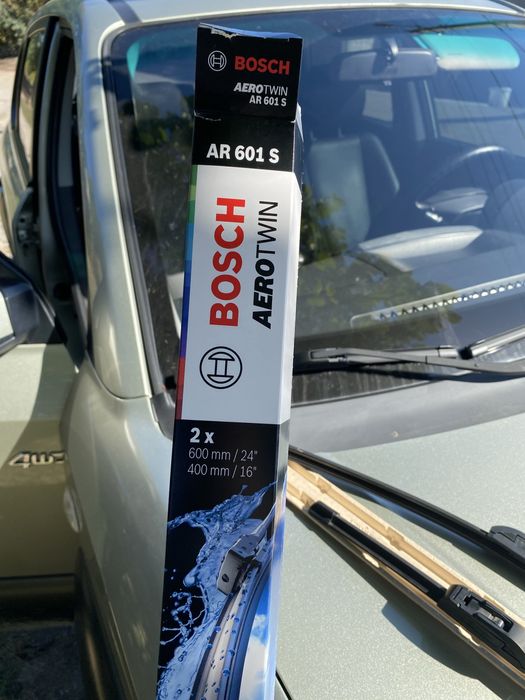 BOSCH
AEROTWIN
AR 601 S
AR 601 S
BOSCH
AEROTWIN
2 x
600 mm / 24"
400 mm / 16"
4WD